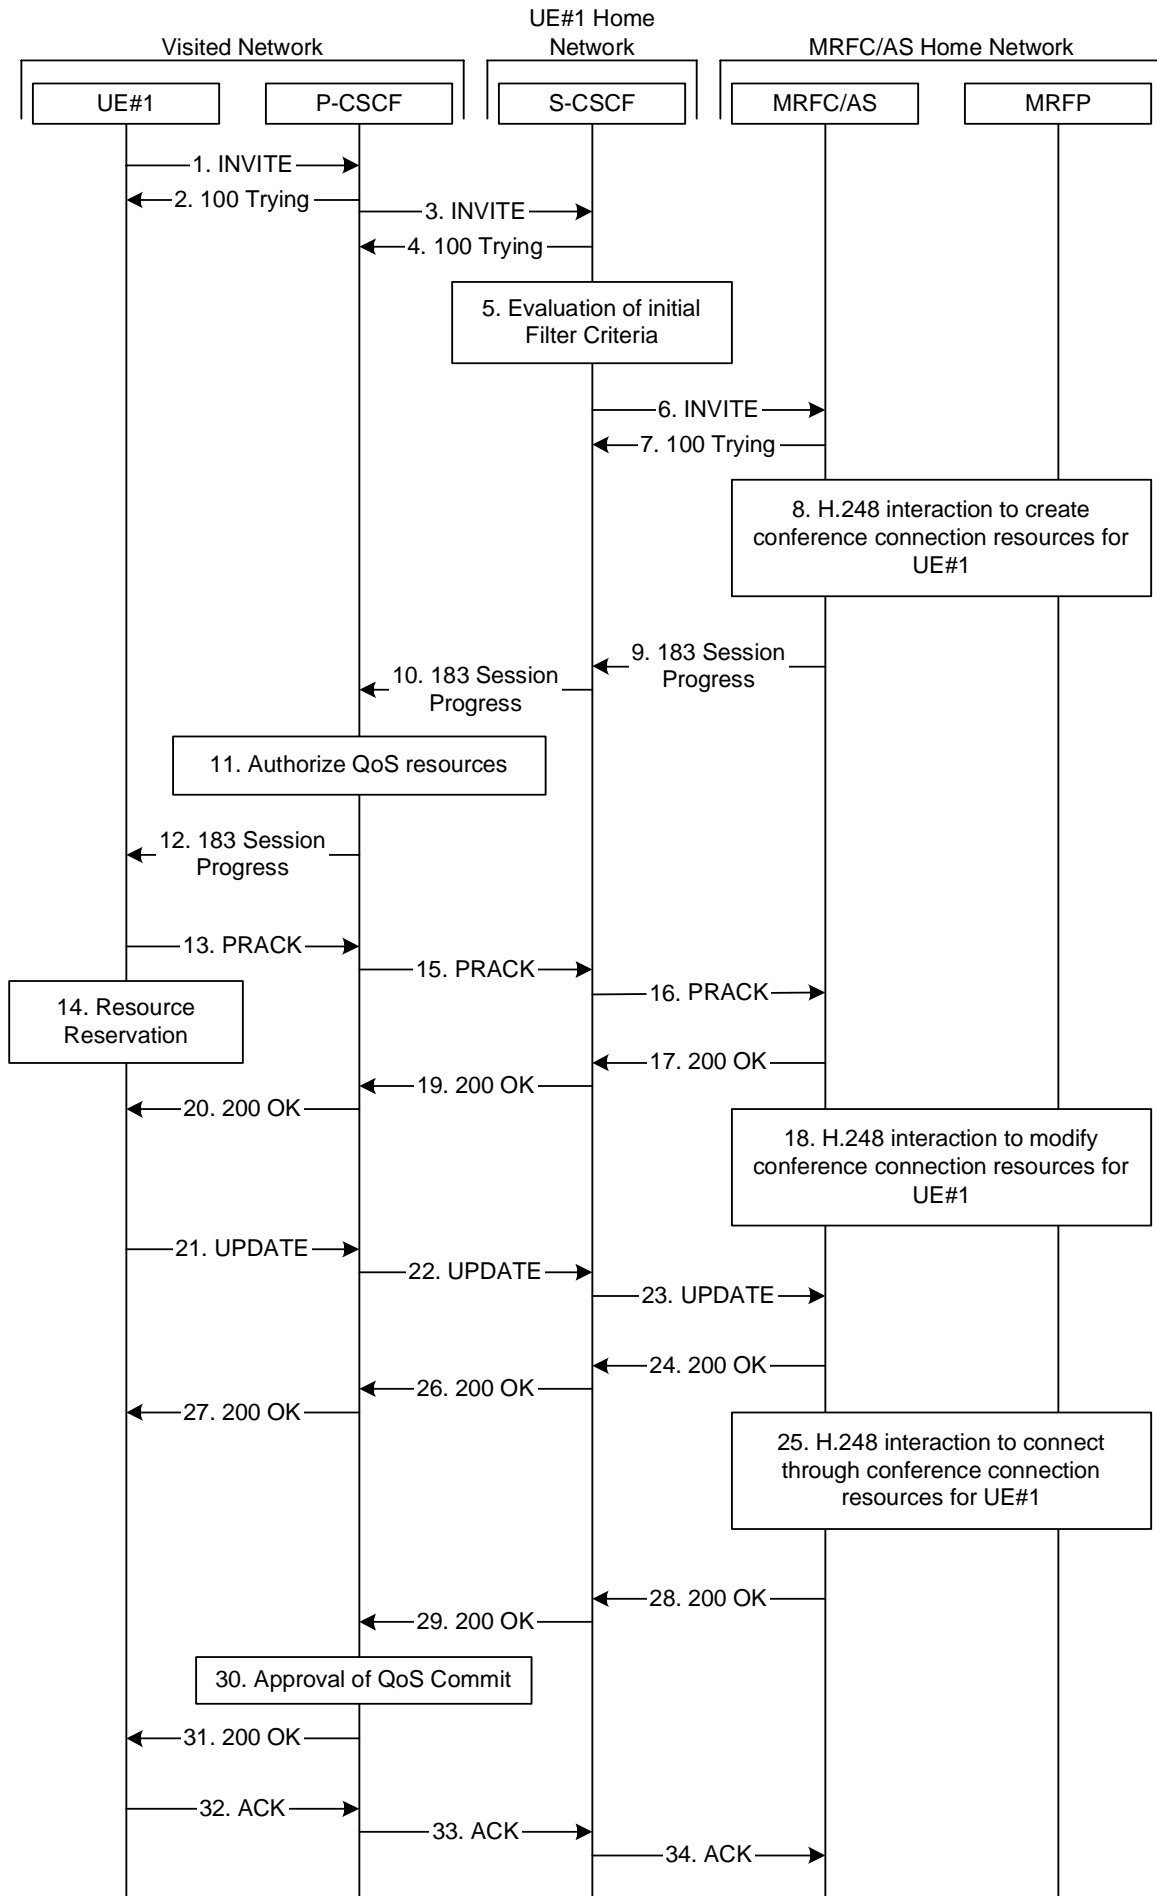 UE#1 Home
Visited Network
Network
MRFC/AS Home Network
UE#1
P-CSCF
S-CSCF
MRFC/AS
MRFP
1. INVITE
2. 100 Trying
3. INVITE
4. 100 Trying
5. Evaluation of initial
Filter Criteria
6. INVITE
7. 100 Trying
8. H.248 interaction to create
conference connection resources for
UE#1
9. 183 Session
Progress
10. 183 Session
Progress
11. Authorize QoS resources
12. 183 Session
Progress
13. PRACK
14. Resource
Reservation
15. PRACK
16. PRACK
17. 200 OK
19. 200 OK
20. 200 OK
18. H.248 interaction to modify
conference connection resources for
UE#1
21. UPDATE
22. UPDATE
23. UPDATE
24. 200 OK
26. 200 OK
27. 200 OK
25. H.248 interaction to connect
through conference connection
resources for UE#1
28. 200 OK
29. 200 OK
30. Approval of QoS Commit
31. 200 OK
32. ACK
33. ACK
34. ACK